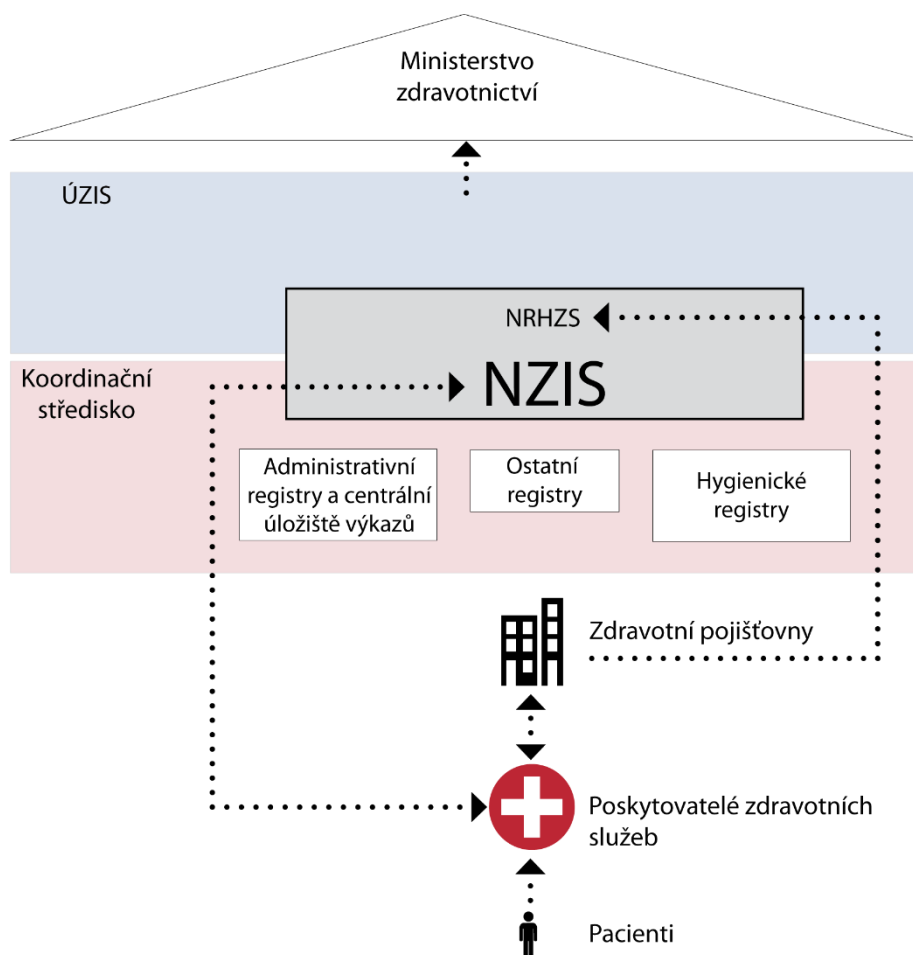 Ministerstvo
zdravotnictví
ÚZIS
NRHZS
NZIS
Koordinační
středisko
Administrativní
registry a centrální
úložiště výkazů
Ostatní
registry
Hygienické
registry
Zdravotní pojišťovny
Poskytovatelé zdravotních
služeb
Pacienti